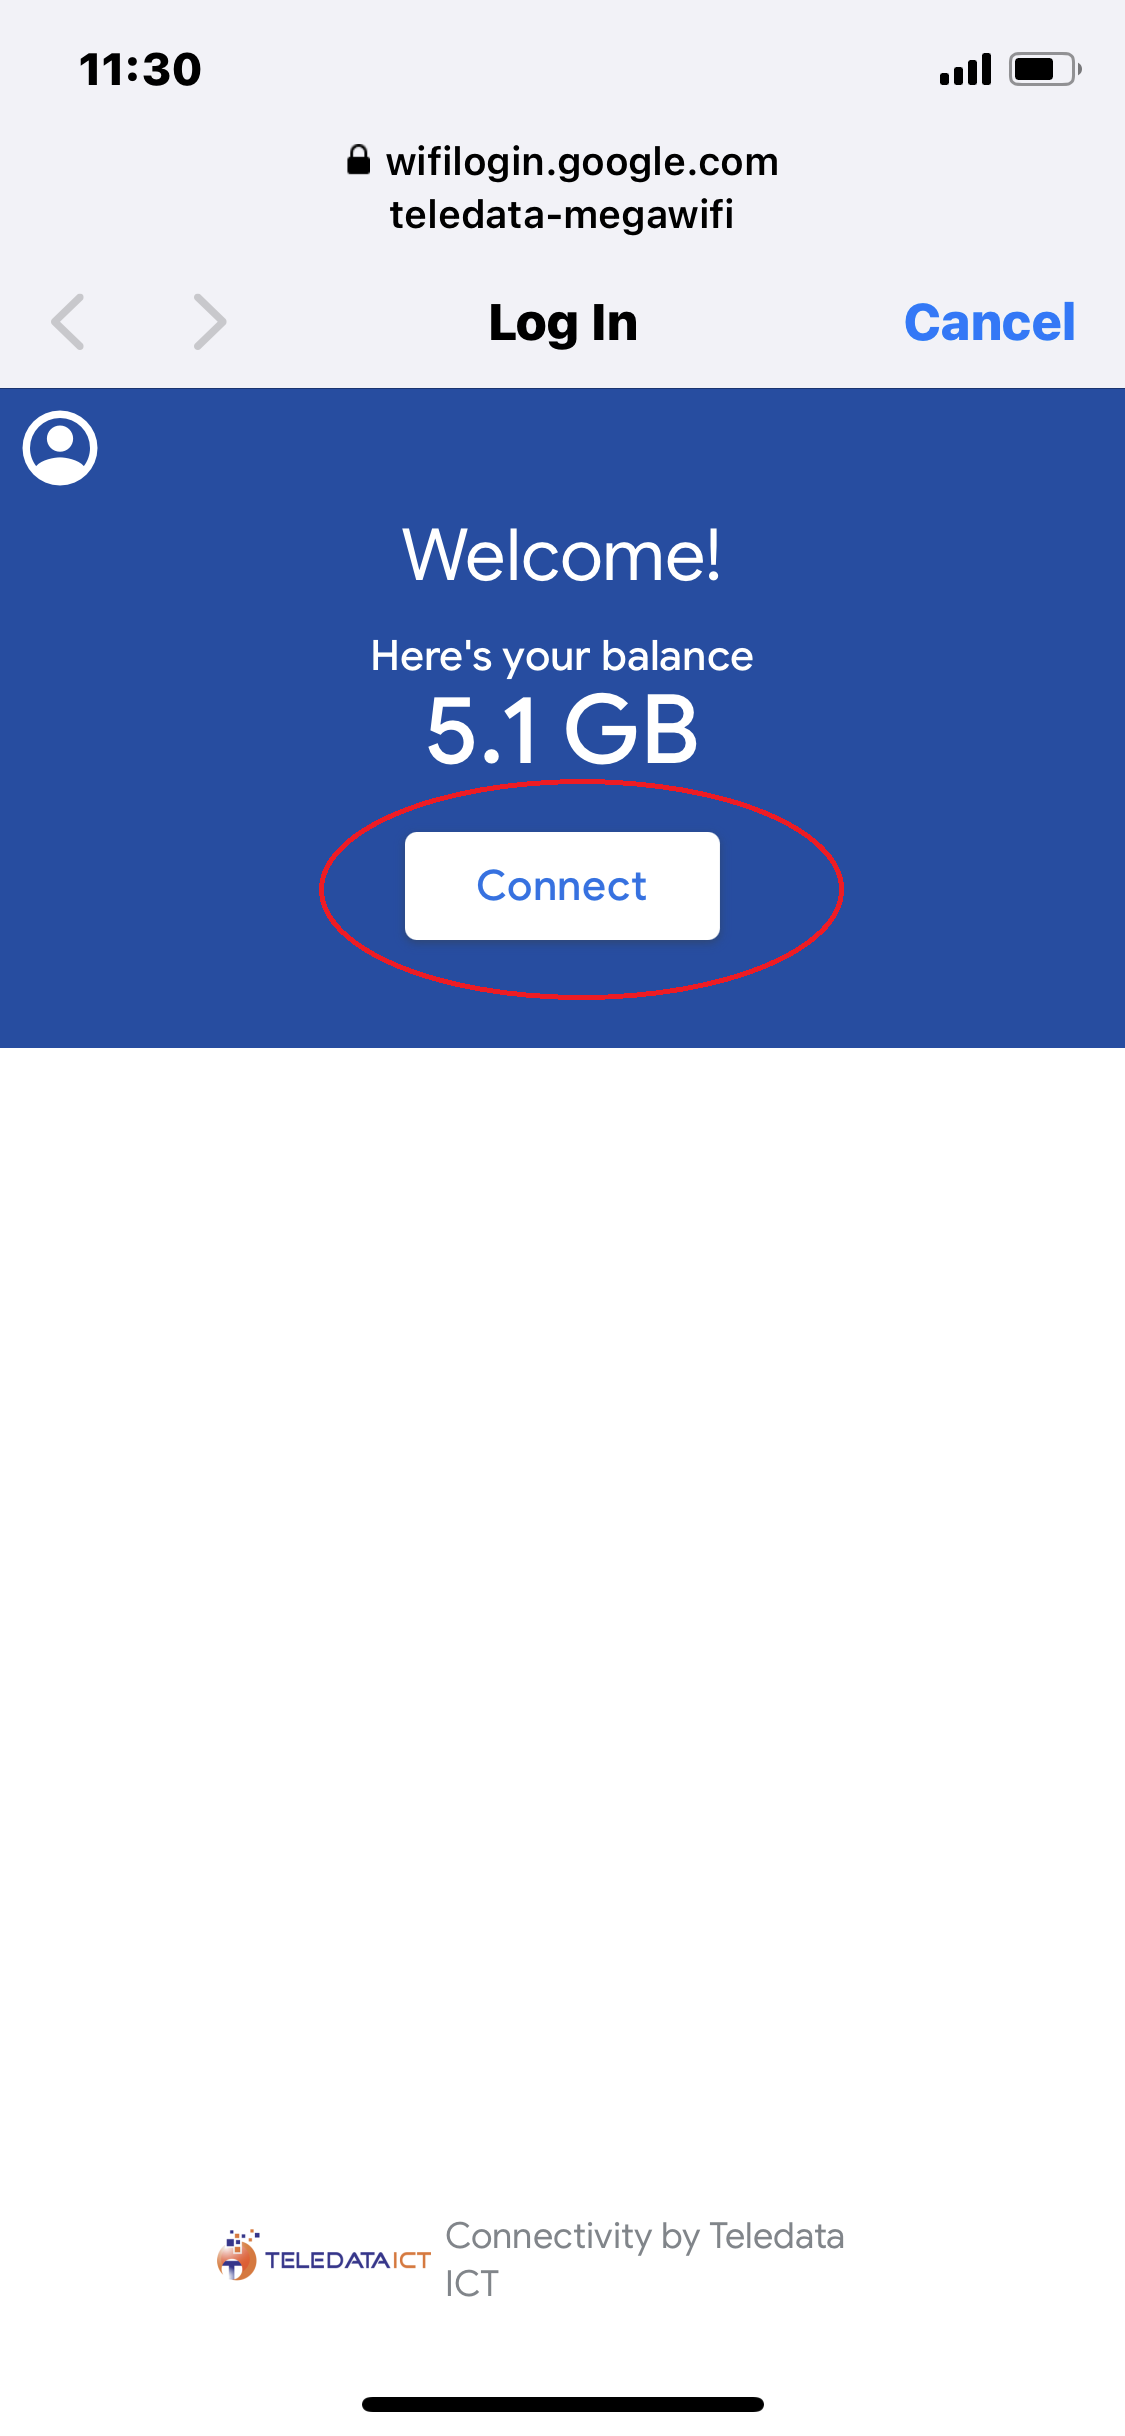 11:30
wifilogin.google.com
teledata-megawifi
Log In
Cancel
Welcome!
Here's your balance
5.1 GB
Connect
TELEDATAICT
Connectivity by Teledata
ICT